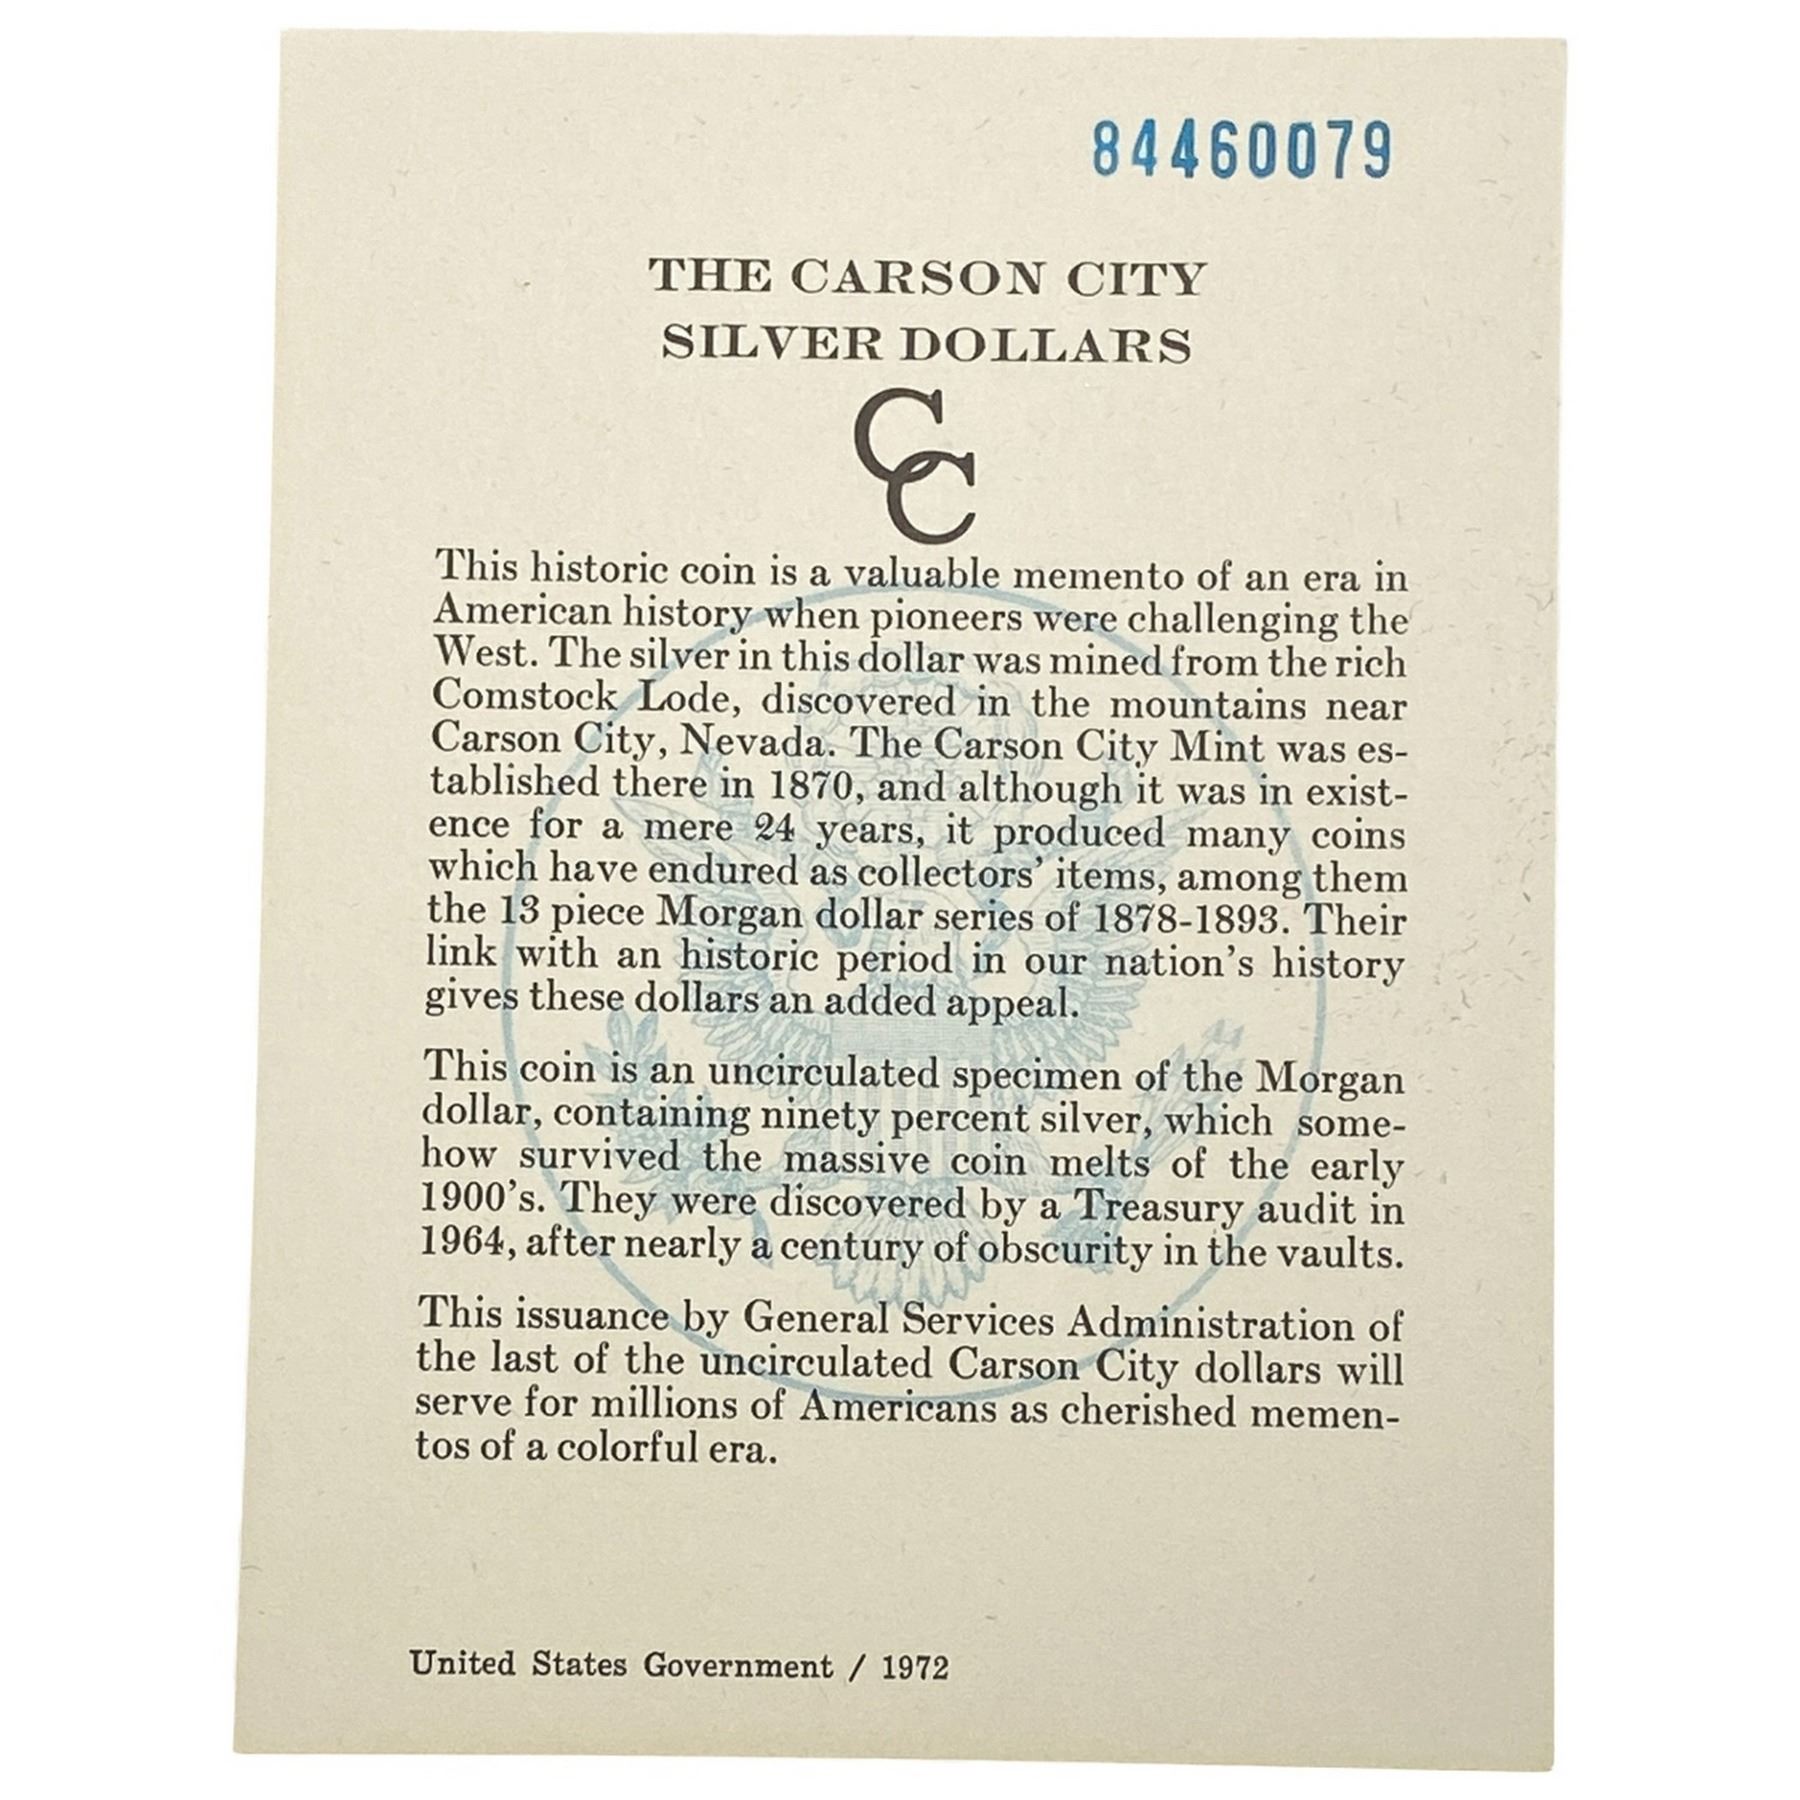 84460079
THE CARSON CITY
SILVER DOLLARS
CC
This historic coin is a valuable memento of an era in
American history when pioneers were challenging the
West. The silver in this dollar was mined from the rich
Comstock Lode, discovered in the mountains near
Carson City, Nevada. The Carson City Mint was es-
tablished there in 1870, and although it was in exist-
ence for a mere 24 years, it produced many coins
which have endured as collectors' items, among them
the 13 piece Morgan dollar series of 1878-1893. Their
link with an historic period in our nation's history
gives these dollars an added appeal.
This coin is an uncirculated specimen of the Morgan
dollar, containing ninety percent silver, which some-
how survived the massive coin melts of the early
1900's. They were discovered by a Treasury audit in
1964, after nearly a century of obscurity in the vaults.
This issuance by General Services Administration of
the last of the uncirculated Carson City dollars will
serve for millions of Americans as cherished memen-
tos of a colorful era.
United States Government / 1972